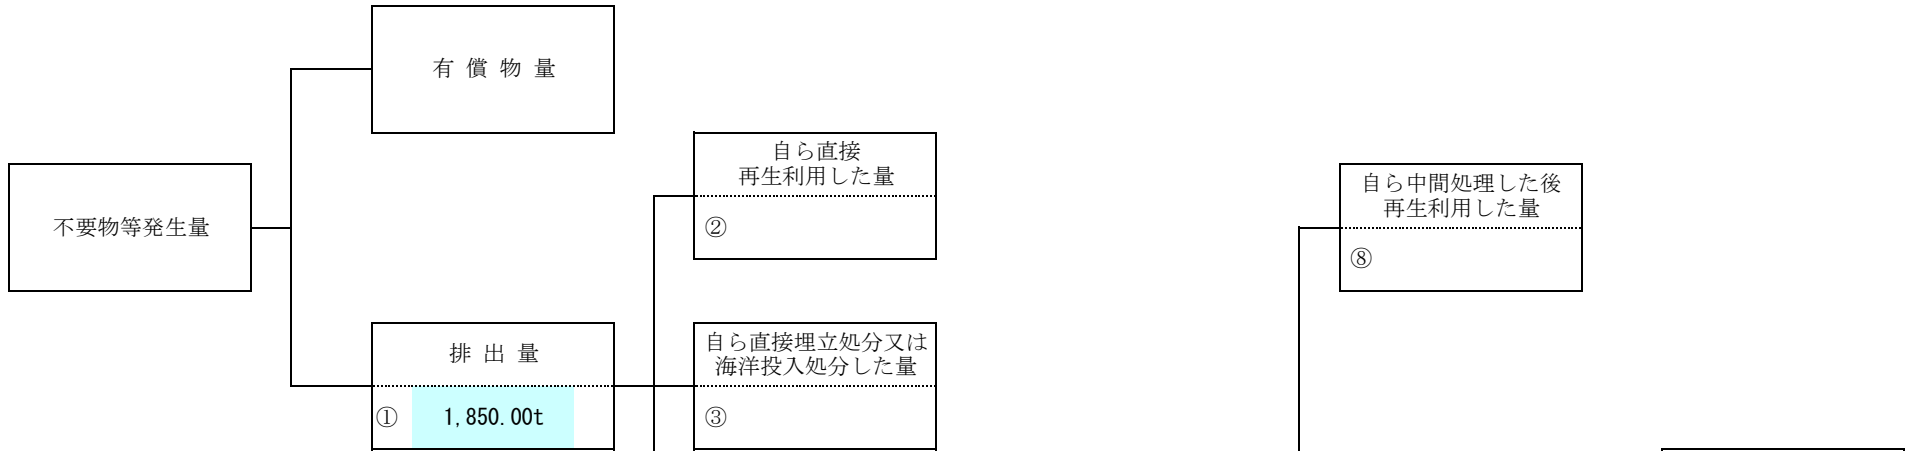 有 償 物 量
自ら直接
再生利用した量
②
自ら中間処理した後
再生利用した量
⑧
不要物等発生量
排 出 量
① 1,850.00t
自ら直接埋立処分又は
海洋投入処分した量
③